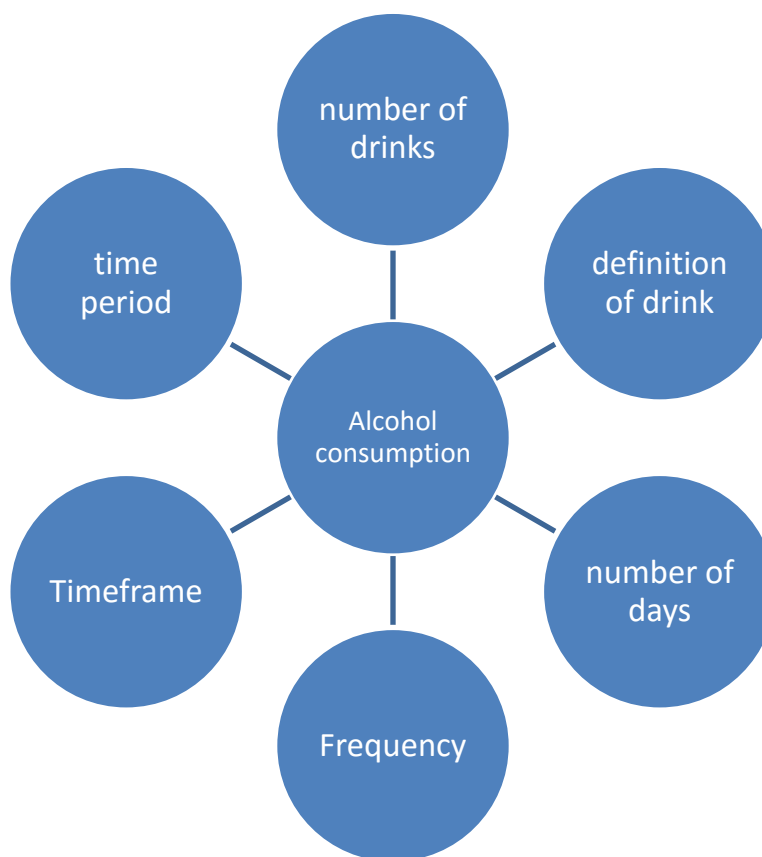 number of
drinks
time
period
definition
of drink
Alcohol
consumption
Timeframe
number of
days
Frequency